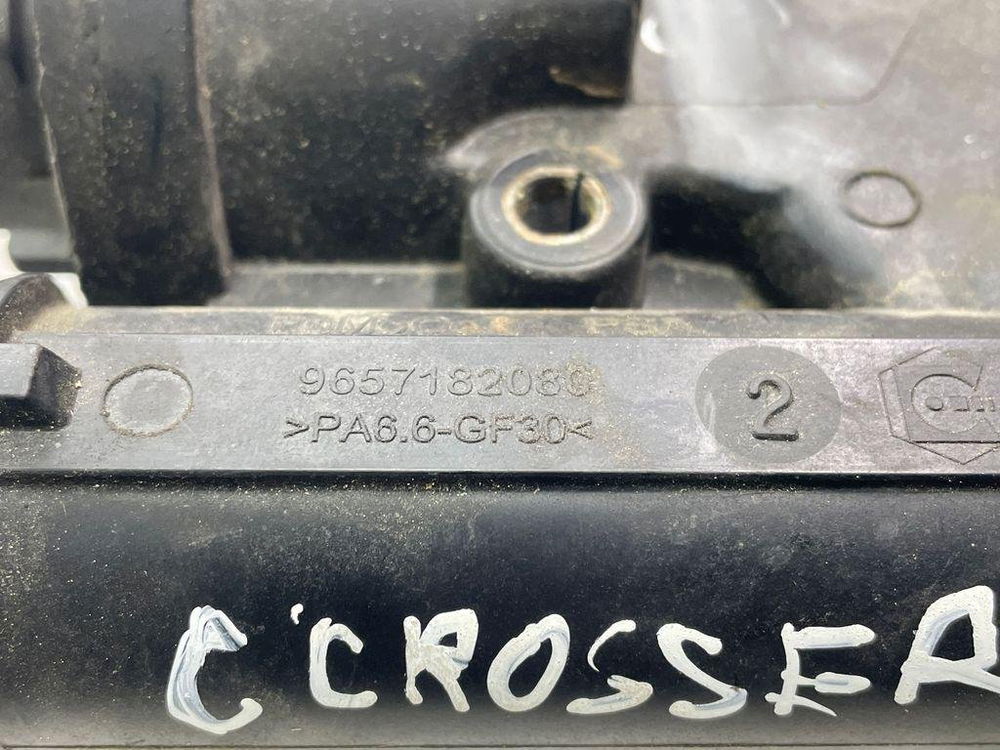 9657182080
>PA6.6-GF30<
2
C'CROSSER